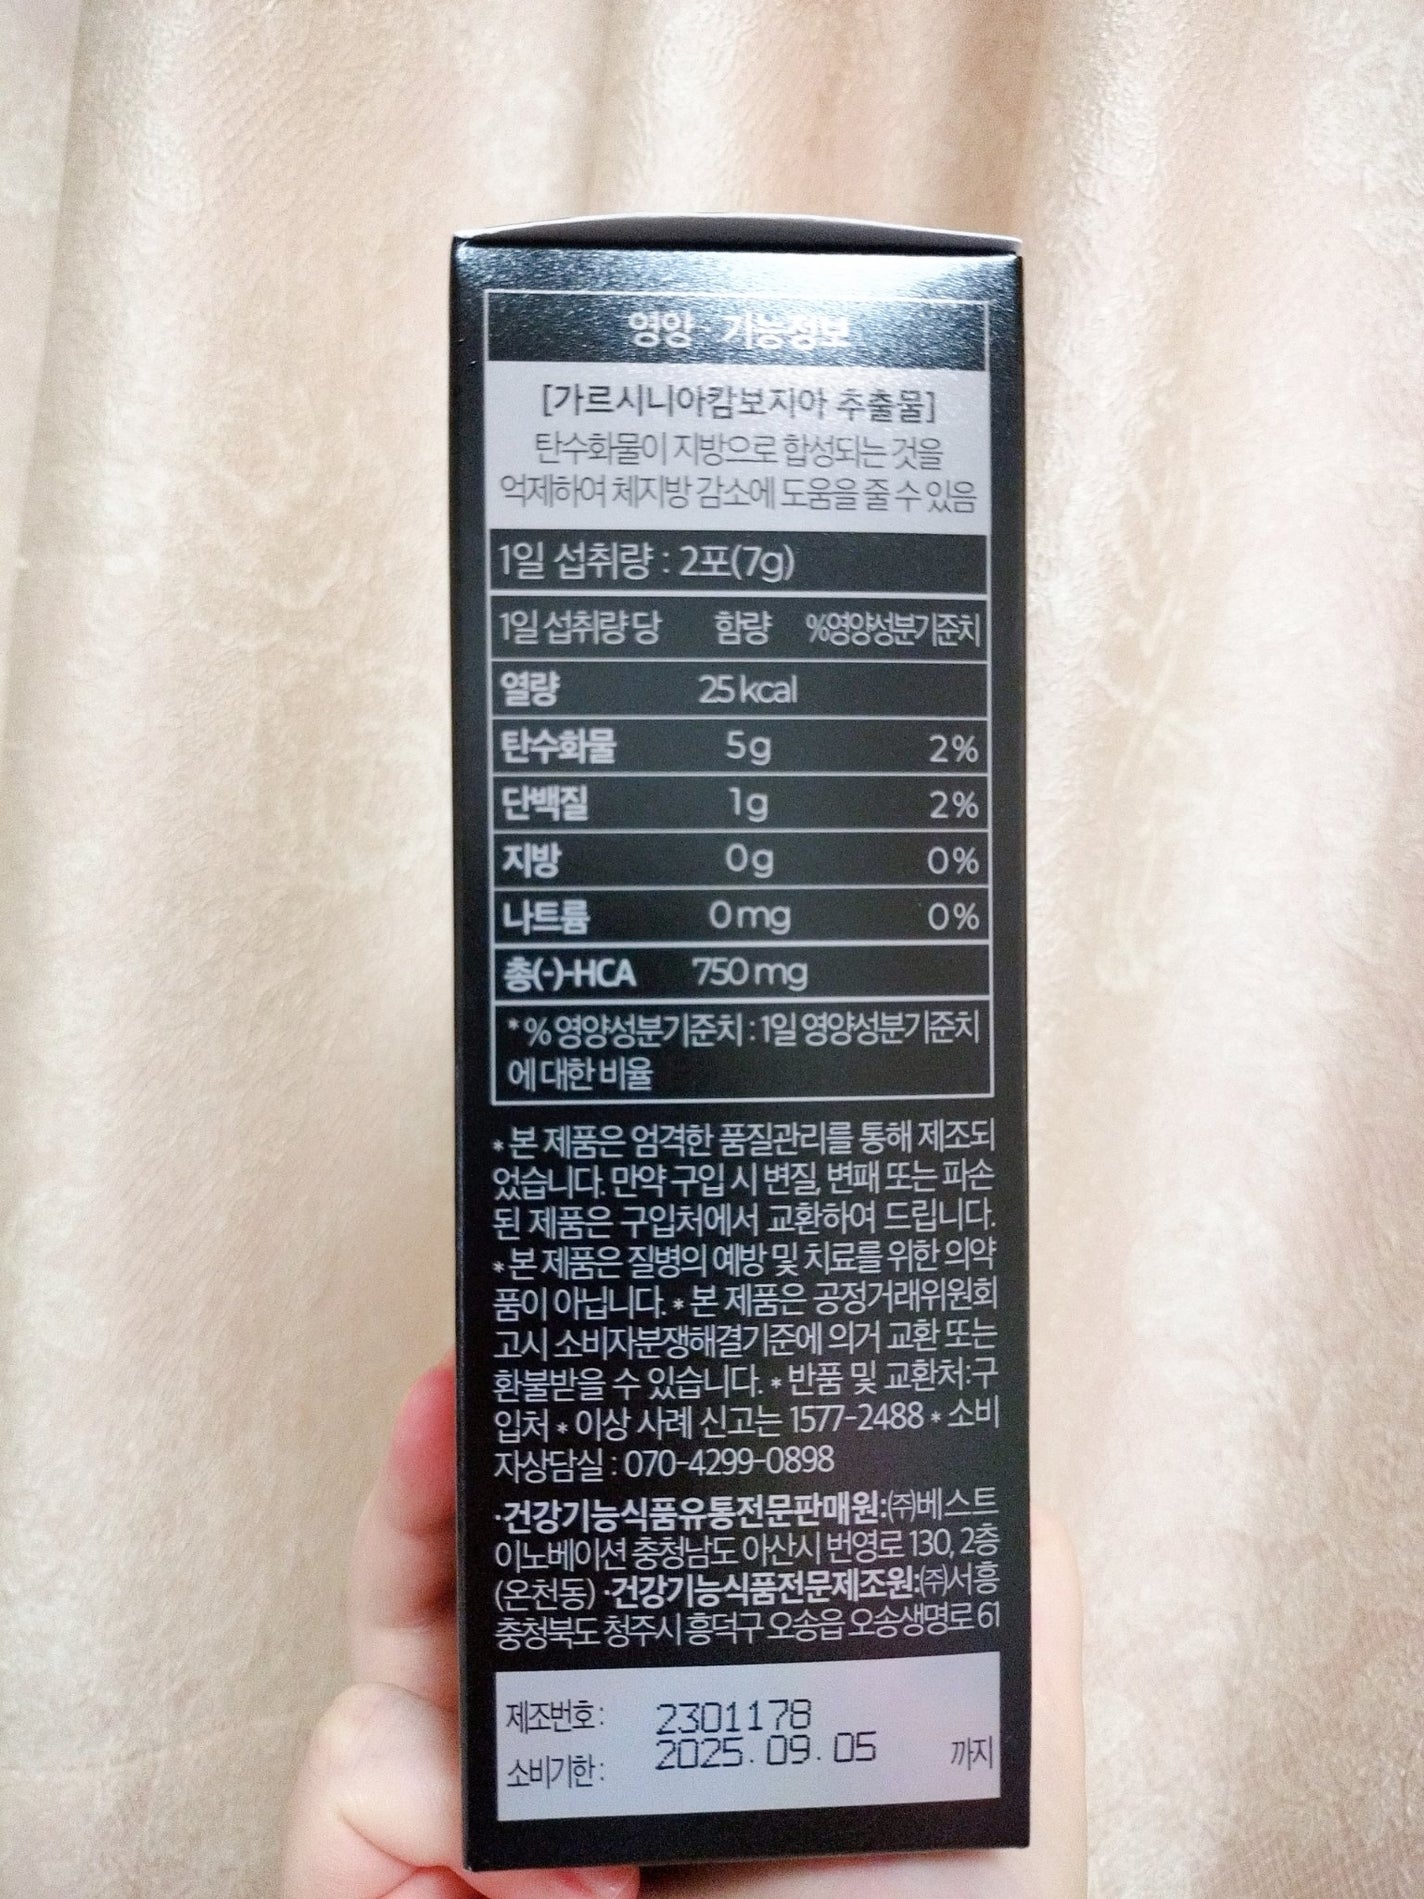 영양·기능정보
[가르시니아캄보지아 추출물]
탄수화물이 지방으로 합성되는 것을
억제하여 체지방 감소에 도움을 줄 수 있음
1일 섭취량 : 2포(7g)
1일 섭취량 당 함량 %영양성분기준치
열량 25 kcal
탄수화물 5 g 2 %
단백질 1 g 2 %
지방 0 g 0 %
나트륨 0 mg 0 %
총(-)-HCA 750 mg
*% 영양성분기준치 : 1일 영양성분기준치
에 대한 비율
* 본 제품은 엄격한 품질관리를 통해 제조되
었습니다. 만약 구입 시 변질, 변패 또는 파손
된 제품은 구입처에서 교환하여 드립니다.
* 본 제품은 질병의 예방 및 치료를 위한 의약
품이 아닙니다. * 본 제품은 공정거래위원회
고시 소비자분쟁해결기준에 의거 교환 또는
환불받을 수 있습니다. * 반품 및 교환처:구
입처 * 이상 사례 신고는 1577-2488 * 소비
자상담실 : 070-4299-0898
·건강기능식품유통전문판매원:㈜베스트
이노베이션 충청남도 아산시 번영로 130, 2층
(온천동) ·건강기능식품전문제조원:㈜서흥
충청북도 청주시 흥덕구 오송읍 오송생명로 61
제조번호 : 2301178
소비기한 : 2025. 09. 05 까지